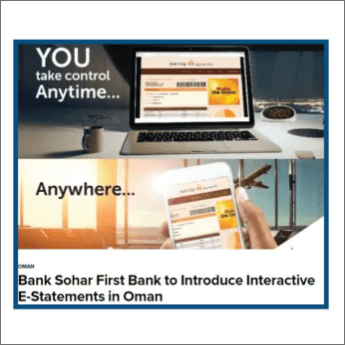 YOU
take control
Anytime...
Anywhere...
OMAN
Bank Sohar First Bank to Introduce Interactive
E-Statements in Oman